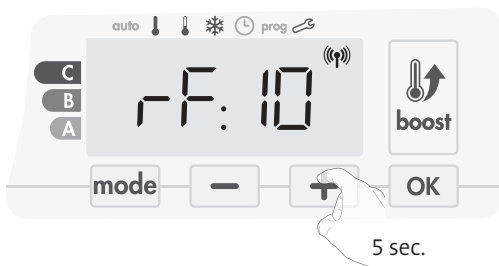 auto prog
C
B
A
rF: 10
boost
mode - + OK
5 sec.